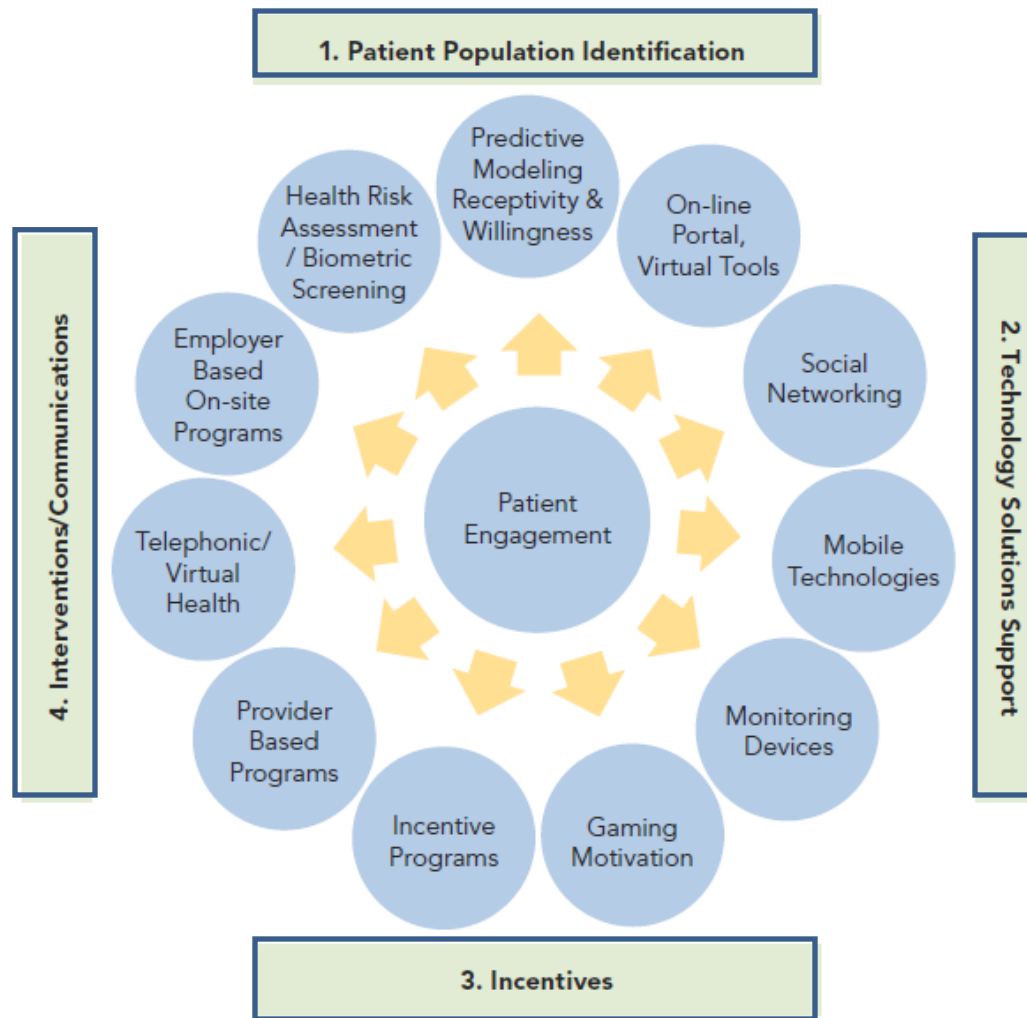 1. Patient Population Identification
Predictive
Modeling
Receptivity &
Willingness
On-line
Portal,
Virtual Tools
Social
Networking
Mobile
Technologies
Monitoring
Devices
Gaming
Motivation
Incentive
Programs
Provider
Based
Programs
Telephonic/
Virtual
Health
Employer
Based
On-site
Programs
Health Risk
Assessment
/ Biometric
Screening
Patient
Engagement
2. Technology Solutions Support
3. Incentives
4. Interventions/Communications